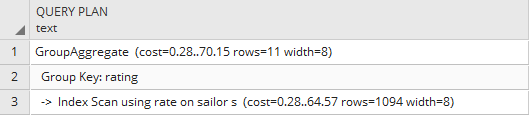 QUERY PLAN
text
1 GroupAggregate (cost=0.28..70.15 rows=11 width=8)
2 Group Key: rating
3 -> Index Scan using rate on sailor s (cost=0.28..64.57 rows=1094 width=8)